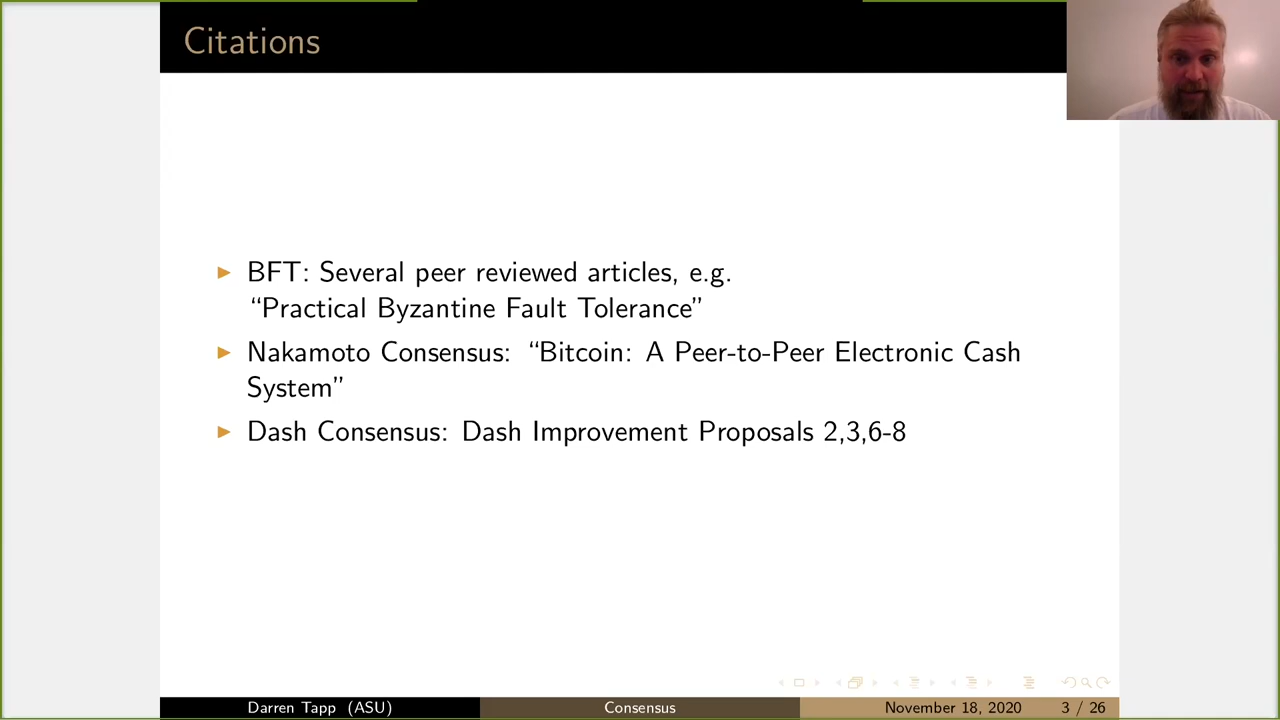 Citations
BFT: Several peer reviewed articles, e.g.
“Practical Byzantine Fault Tolerance”
Nakamoto Consensus: “Bitcoin: A Peer-to-Peer Electronic Cash
System”
Dash Consensus: Dash Improvement Proposals 2,3,6-8
Darren Tapp (ASU) Consensus November 18, 2020 3 / 26